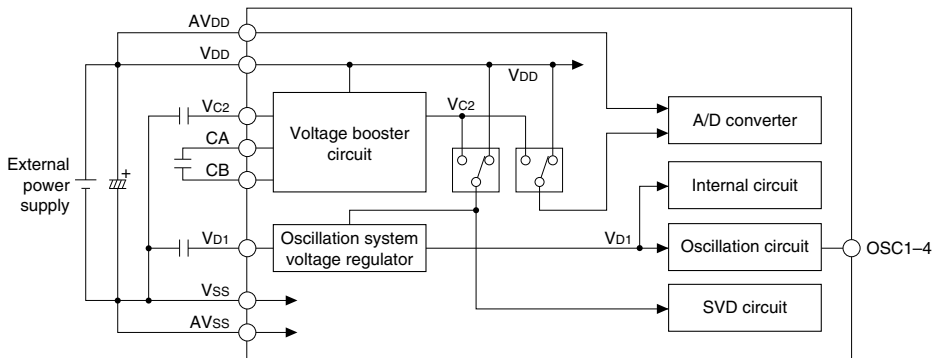 AVDD
VDD
VC2
CA
CB
External
power
supply
+
VD1
VSS
AVSS
Voltage booster
circuit
Oscillation system
voltage regulator
VC2
VDD
VD1
A/D converter
Internal circuit
Oscillation circuit
SVD circuit
OSC1–4